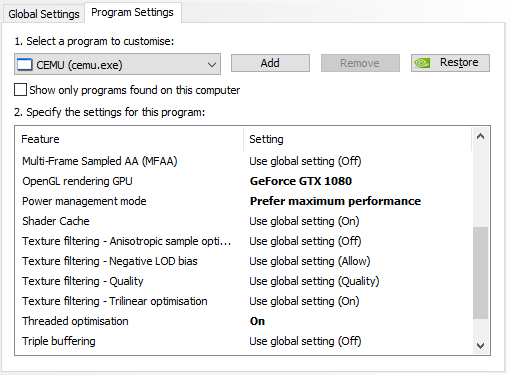 Global Settings Program Settings
1. Select a program to customise:
CEMU (cemu.exe) Add Remove Restore
Show only programs found on this computer
2. Specify the settings for this program:
Feature Setting
Multi-Frame Sampled AA (MFAA) Use global setting (Off)
OpenGL rendering GPU GeForce GTX 1080
Power management mode Prefer maximum performance
Shader Cache Use global setting (On)
Texture filtering - Anisotropic sample opti... Use global setting (Off)
Texture filtering - Negative LOD bias Use global setting (Allow)
Texture filtering - Quality Use global setting (Quality)
Texture filtering - Trilinear optimisation Use global setting (On)
Threaded optimisation On
Triple buffering Use global setting (Off)